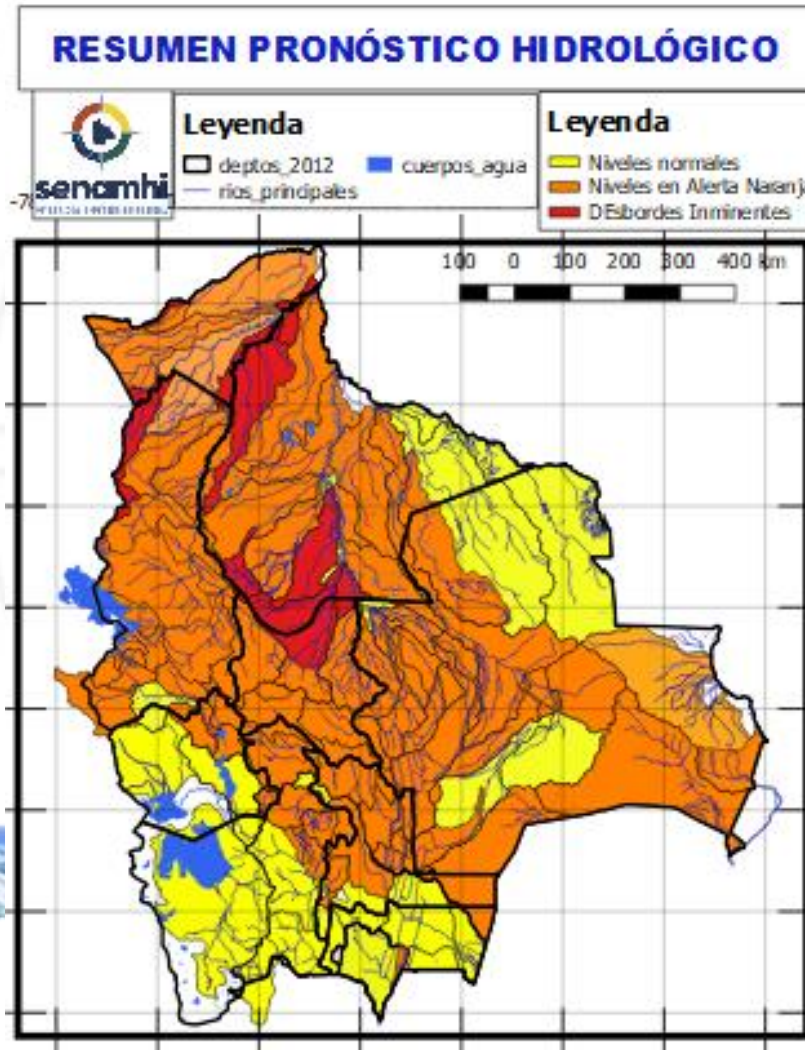 RESUMEN PRONÓSTICO HIDROLÓGICO
senamhi
Leyenda
deptos_2012
cuerpos_agua
rios_principales
Leyenda
Niveles normales
Niveles en Alerta Naranja
DEsbordes Inminentes
100 0 100 200 300 400 km